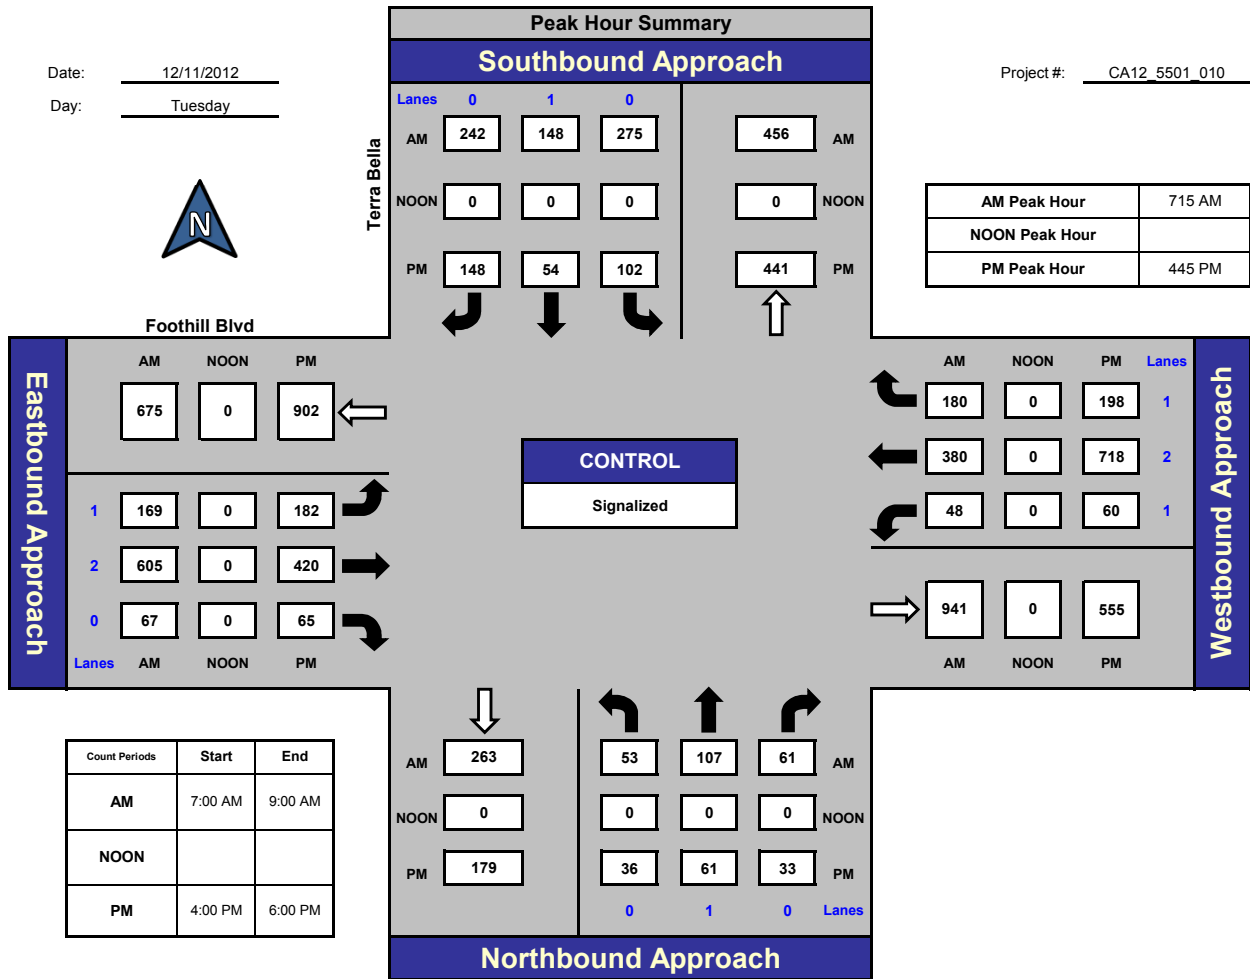 Peak Hour Summary
Southbound Approach
Date: 12/11/2012
Project #: CA12_5501_010
Day: Tuesday
Lanes 0 1 0
AM 242 148 275 456 AM
Terra Bella
NOON 0 0 0 0 NOON
PM 148 54 102 441 PM
N
AM Peak Hour 715 AM
NOON Peak Hour
PM Peak Hour 445 PM
Foothill Blvd
Eastbound Approach
AM NOON PM
675 0 902
1 169 0 182
2 605 0 420
0 67 0 65
Lanes AM NOON PM
CONTROL
Signalized
AM NOON PM Lanes
180 0 198 1
380 0 718 2
48 0 60 1
941 0 555
AM NOON PM
Westbound Approach
Count Periods Start End
AM 7:00 AM 9:00 AM
NOON
PM 4:00 PM 6:00 PM
AM 263 53 107 61 AM
NOON 0 0 0 0 NOON
PM 179 36 61 33 PM
0 1 0 Lanes
Northbound Approach